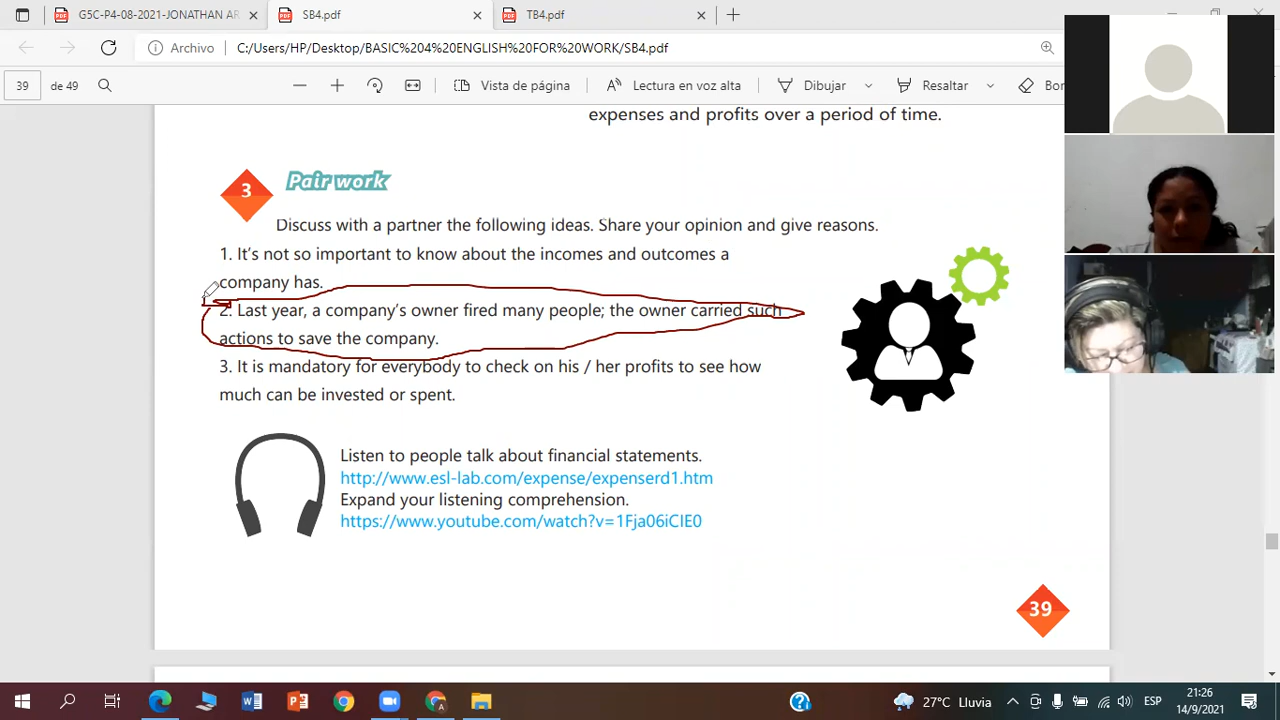 G5C-P4-08-2021-JONATHAN AR
SB4.pdf
TB4.pdf
Archivo
C:/Users/HP/Desktop/BASIC%204%20ENGLISH%20FOR%20WORK/SB4.pdf
39
de 49
Vista de página
Lectura en voz alta
Dibujar
Resaltar
Bor
expenses and profits over a period of time.
3
Pair work
Discuss with a partner the following ideas. Share your opinion and give reasons.
1. It's not so important to know about the incomes and outcomes a
company has.
2. Last year, a company's owner fired many people; the owner carried such
actions to save the company.
3. It is mandatory for everybody to check on his / her profits to see how
much can be invested or spent.
Listen to people talk about financial statements.
http://www.esl-lab.com/expense/expenserd1.htm
Expand your listening comprehension.
https://www.youtube.com/watch?v=1Fja06iCIE0
39
27°C Lluvia
ESP
21:26
14/9/2021